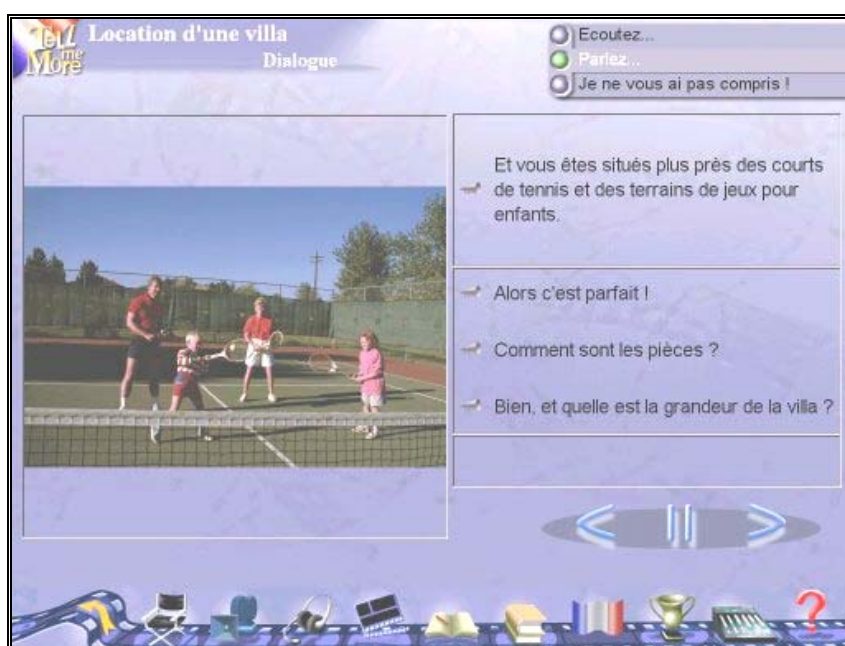 Tell me More
Location d'une villa
Dialogue
Ecoutez...
Parlez...
Je ne vous ai pas compris !
Et vous êtes situés plus près des courts
de tennis et des terrains de jeux pour
enfants.
Alors c'est parfait !
Comment sont les pièces ?
Bien, et quelle est la grandeur de la villa ?
?